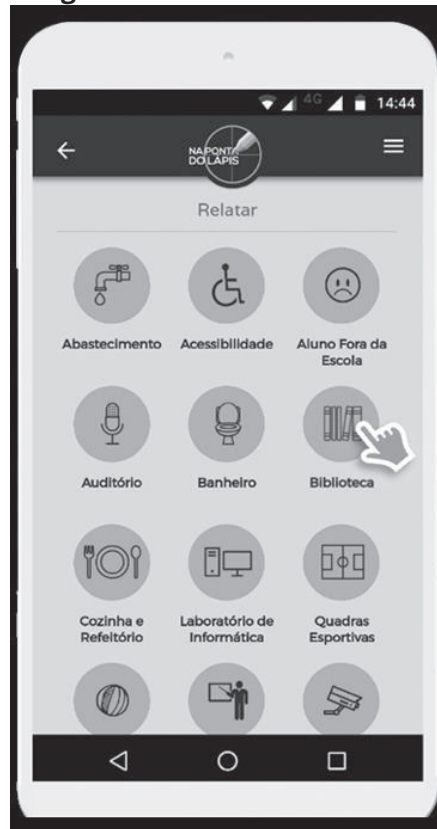 4G 14:44
NA PONTA
DO LAPIS
Relatar
Abastecimento Acessibilidade Aluno Fora da
Escola
Auditório Banheiro Biblioteca
Cozinha e Laboratório de Quadras
Refeitório Informática Esportivas